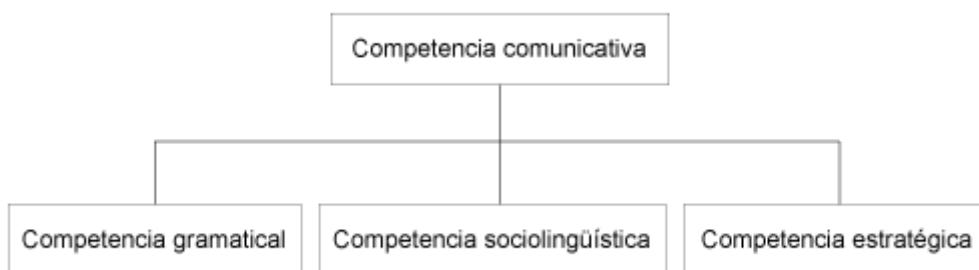 Competencia comunicativa
Competencia gramatical
Competencia sociolingüística
Competencia estratégica